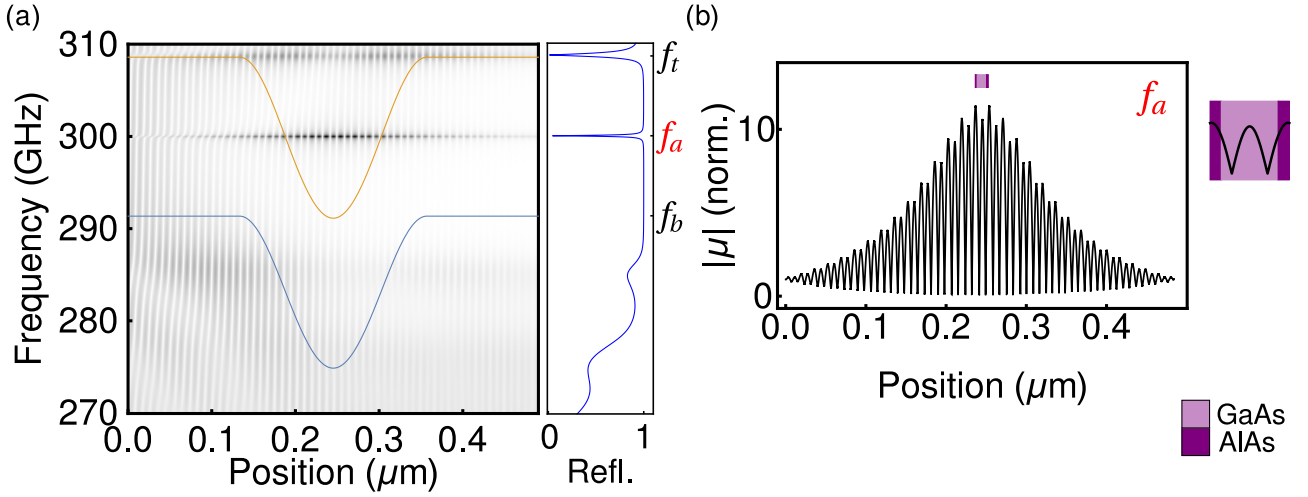 (a)
Frequency (GHz)
310
300
290
280
270
0.0
0.1
0.2
0.3
0.4
Position (μm)
0
1
Refl.
f_t
f_a
f_b
(b)
|μ| (norm.)
10
0
f_a
0.0
0.1
0.2
0.3
0.4
Position (μm)
GaAs
AlAs